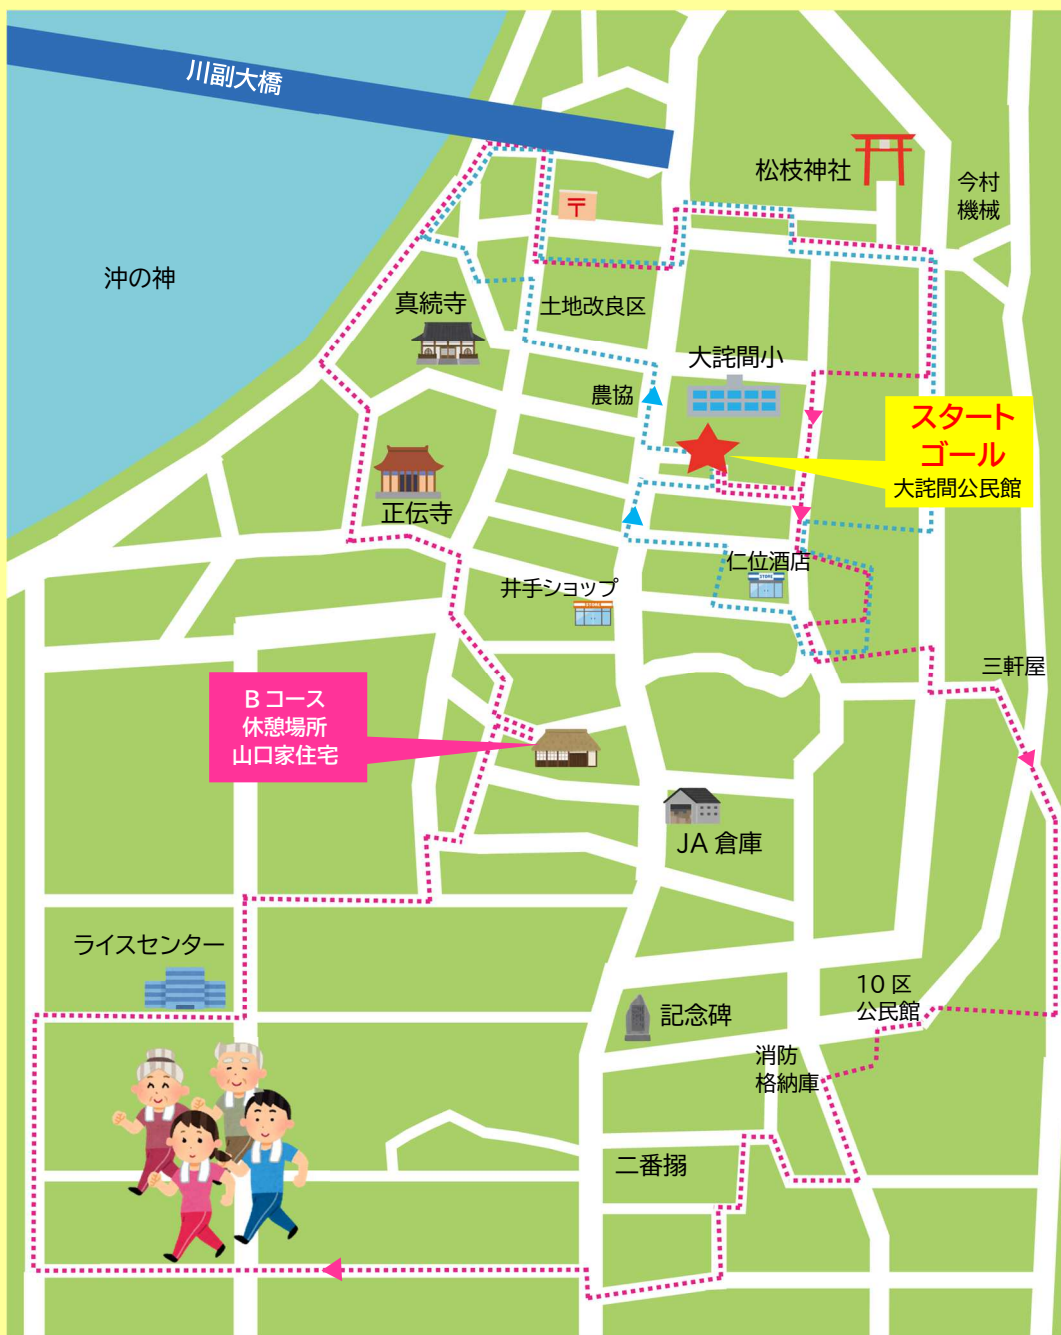 川副大橋
松枝神社
今村
機械
〒
沖の神
真続寺
土地改良区
大詫間小
農協
スタート
ゴール
大詫間公民館
正伝寺
仁位酒店
STORE
井手ショップ
三軒屋
Bコース
休憩場所
山口家住宅
JA倉庫
ライスセンター
10区
公民館
記念碑
消防
格納庫
二番搦